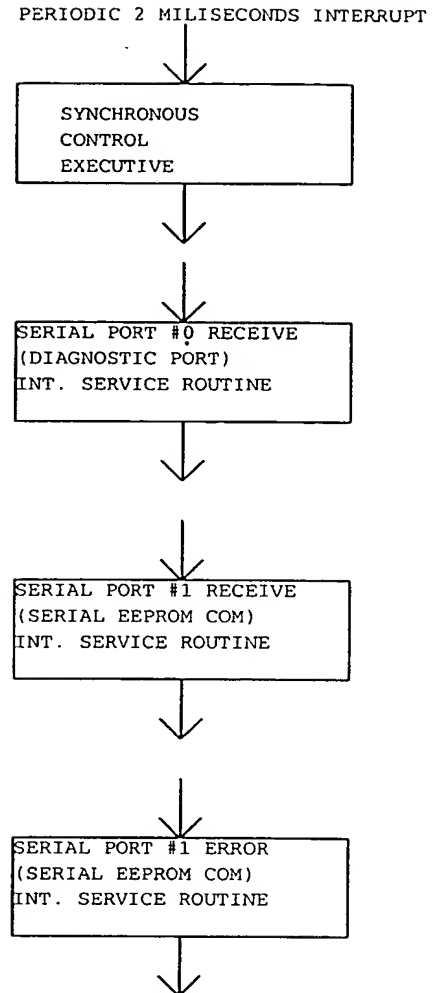 PERIODIC 2 MILISECONDS INTERRUPT
SYNCHRONOUS
CONTROL
EXECUTIVE
SERIAL PORT #0 RECEIVE
(DIAGNOSTIC PORT)
INT. SERVICE ROUTINE
SERIAL PORT #1 RECEIVE
(SERIAL EEPROM COM)
INT. SERVICE ROUTINE
SERIAL PORT #1 ERROR
(SERIAL EEPROM COM)
INT. SERVICE ROUTINE